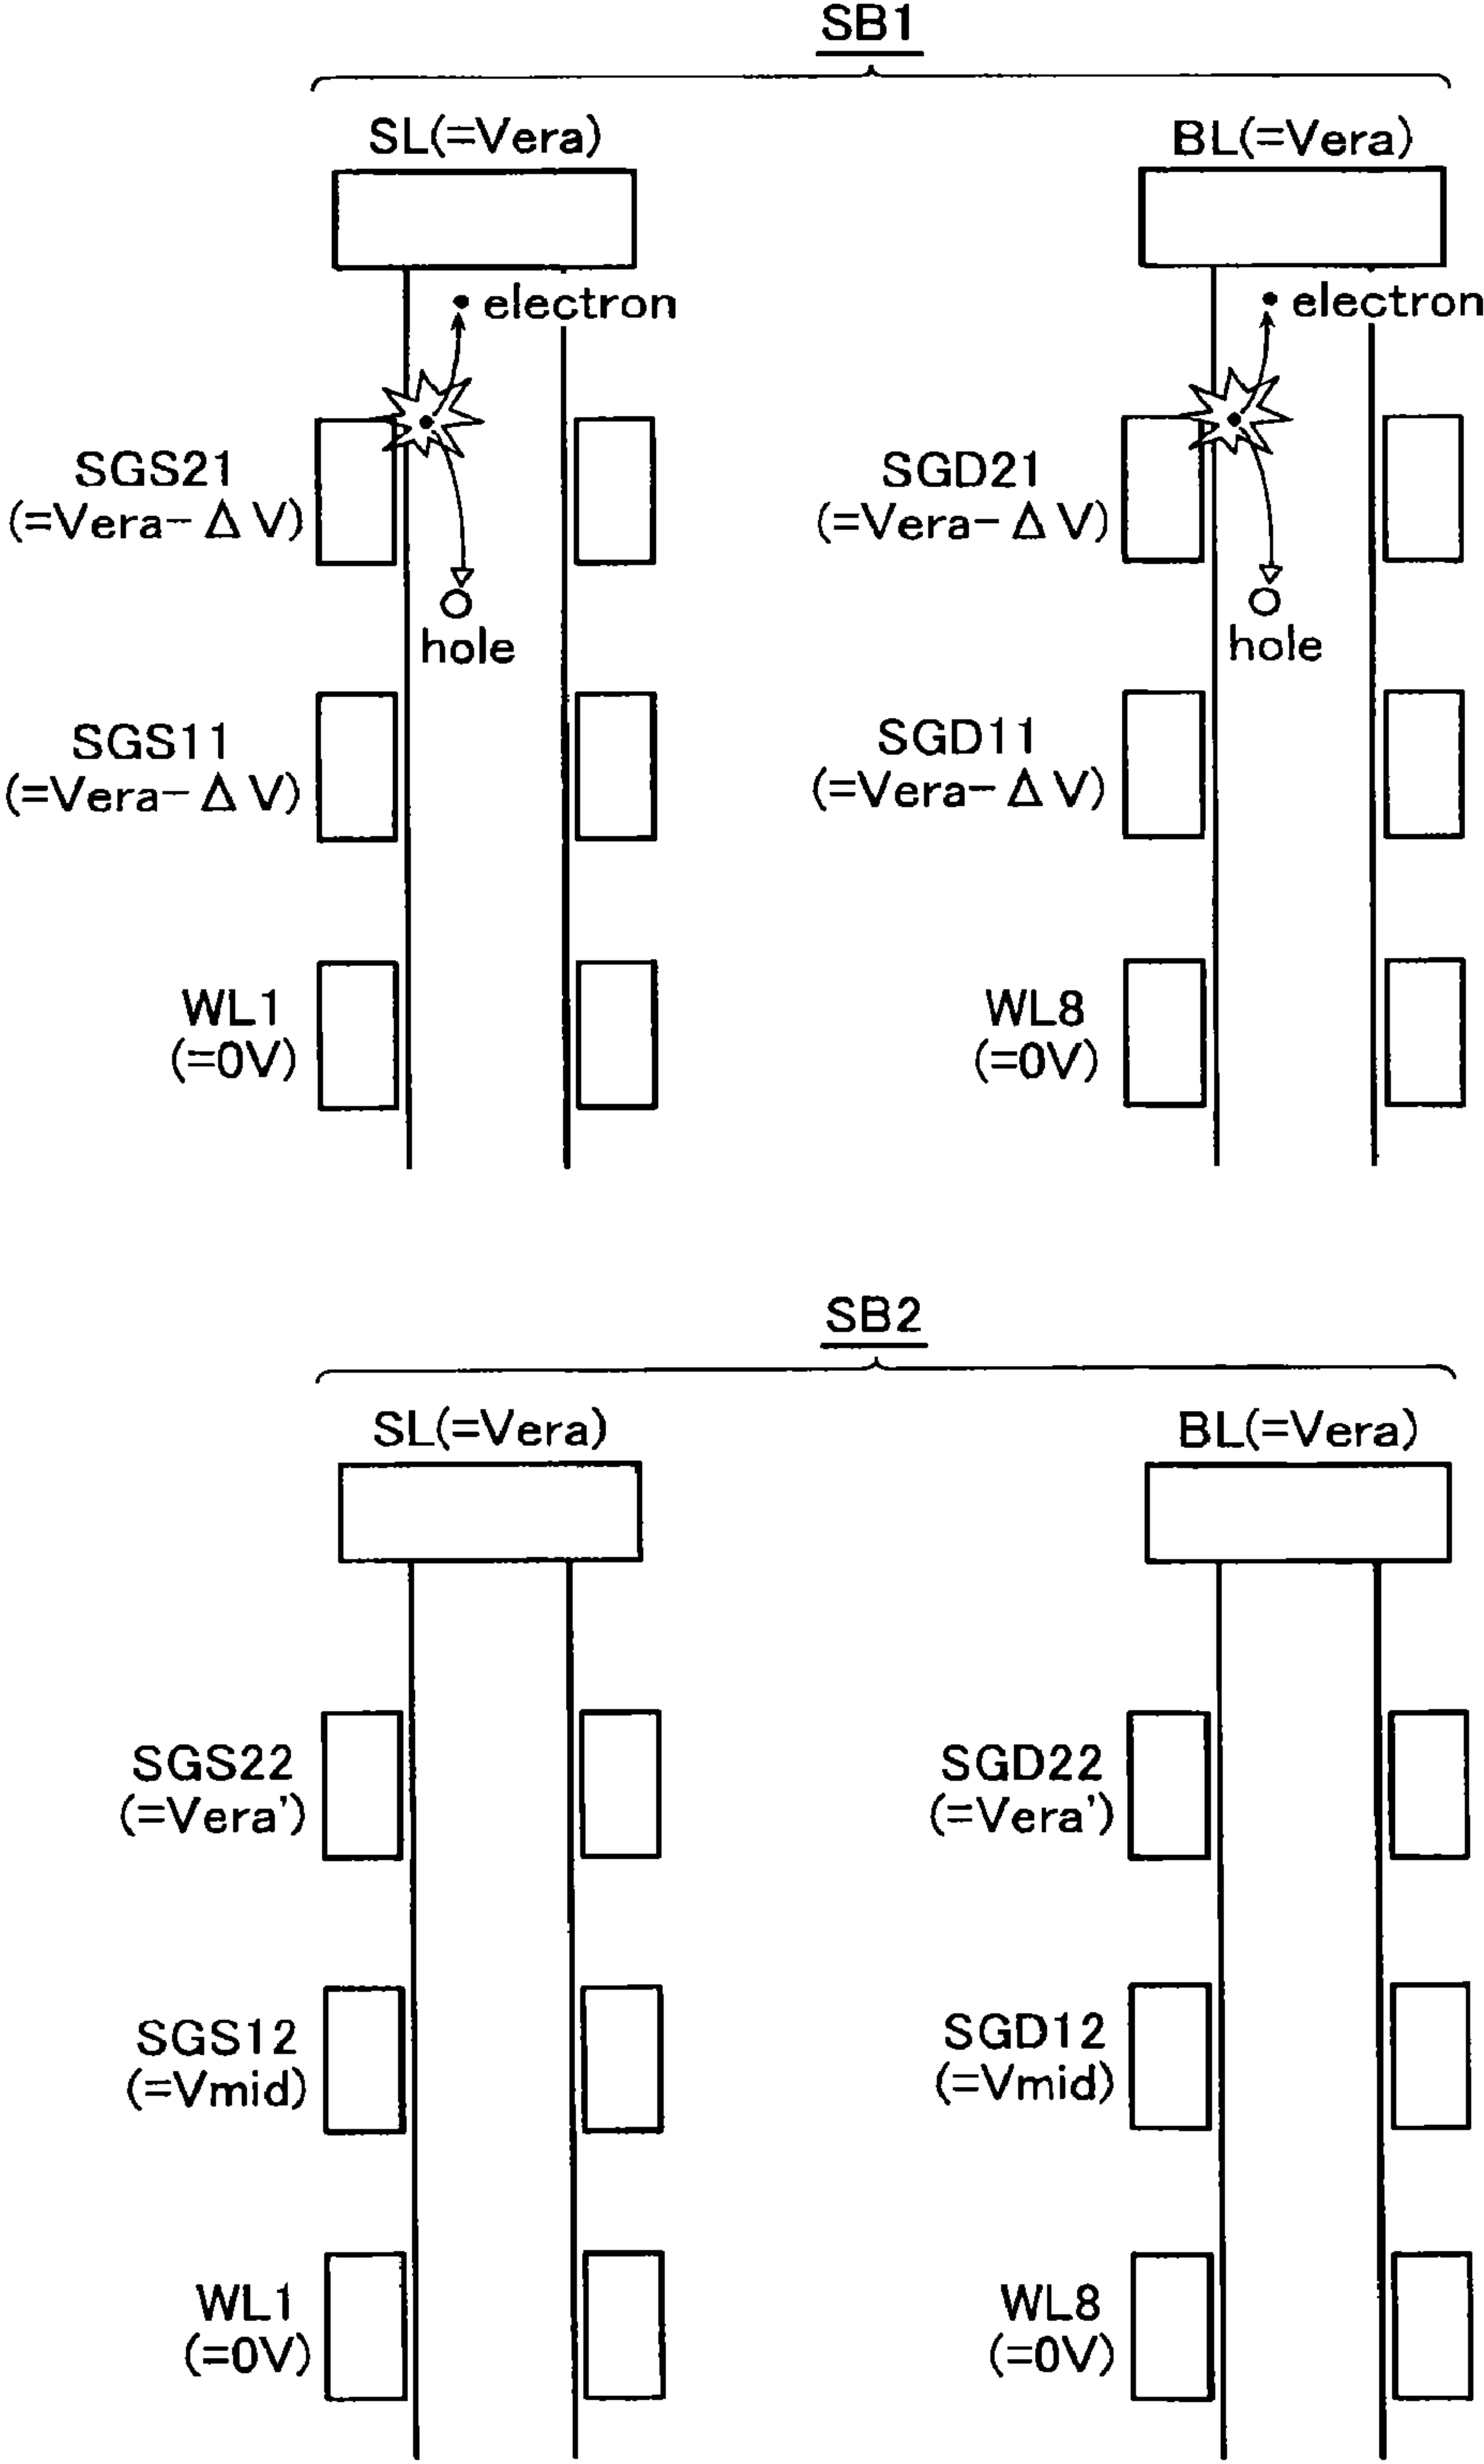 SB1
SL(=Vera)
BL(=Vera)
electron
electron
SGS21
(=Vera-ΔV)
SGD21
(=Vera-ΔV)
hole
hole
SGS11
(=Vera-ΔV)
SGD11
(=Vera-ΔV)
WL1
(=0V)
WL8
(=0V)
SB2
SL(=Vera)
BL(=Vera)
SGS22
(=Vera')
SGD22
(=Vera')
SGS12
(=Vmid)
SGD12
(=Vmid)
WL1
(=0V)
WL8
(=0V)